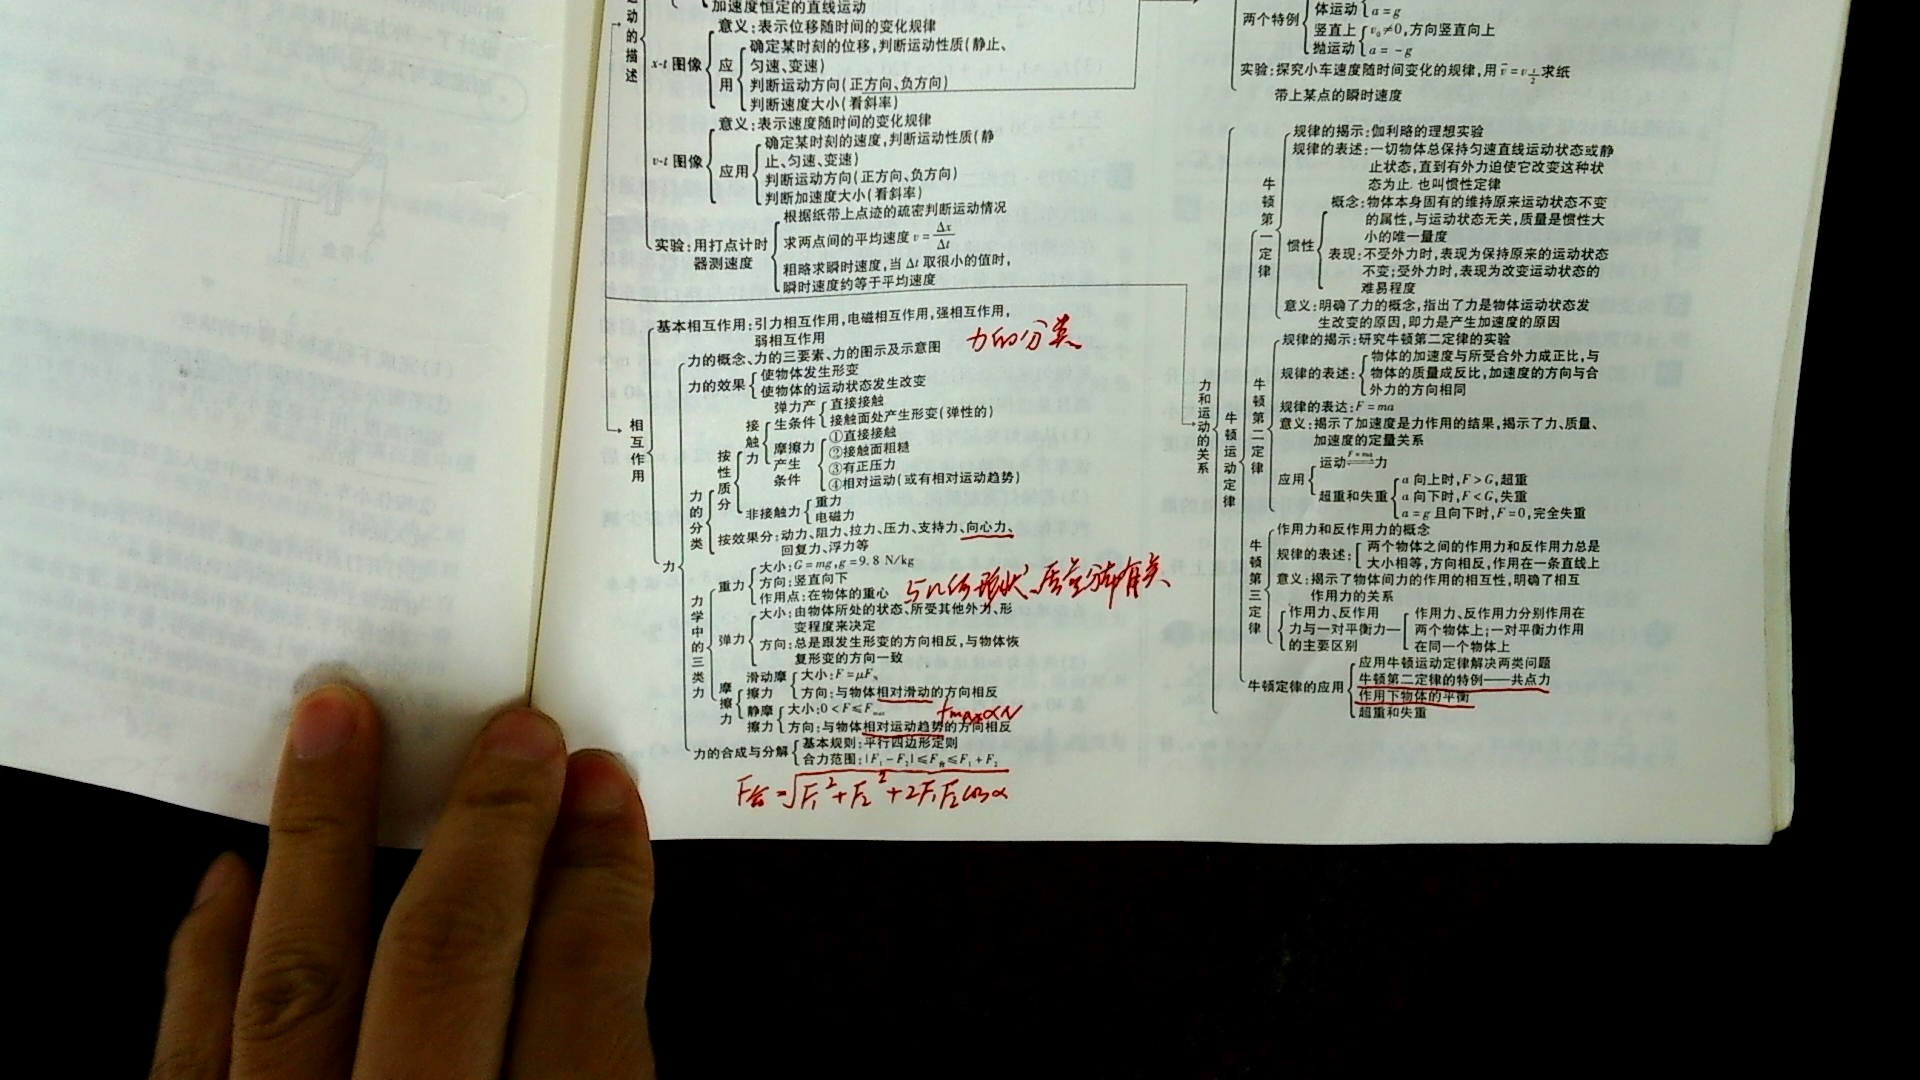 运动的描述
加速度恒定的直线运动
x-t 图像
意义:表示位移随时间的变化规律
应用
确定某时刻的位移,判断运动性质(静止、
匀速、变速)
判断运动方向(正方向、负方向)
判断速度大小(看斜率)
v-t 图像
意义:表示速度随时间的变化规律
应用
确定某时刻的速度,判断运动性质(静
止、匀速、变速)
判断运动方向(正方向、负方向)
判断加速度大小(看斜率)
实验:用打点计时
器测速度
根据纸带上点迹的疏密判断运动情况
求两点间的平均速度 v=Δx/Δt
粗略求瞬时速度,当 Δt 取很小的值时,
瞬时速度约等于平均速度
相互作用
基本相互作用:引力相互作用,电磁相互作用,强相互作用,
弱相互作用
力的分类
力
力的概念、力的三要素、力的图示及示意图
力的效果
使物体发生形变
使物体的运动状态发生改变
力的分类
按性质分
接触力
弹力产
生条件
直接接触
接触面处产生形变(弹性的)
摩擦力
产生
条件
①直接接触
②接触面粗糙
③有正压力
④相对运动(或有相对运动趋势)
非接触力
重力
电磁力
按效果分:动力、阻力、拉力、压力、支持力、向心力、
回复力、浮力等
力学中的三类力
重力
大小:G=mg,g=9.8 N/kg
方向:竖直向下
作用点:在物体的重心
与几何形状、质量分布有关
弹力
大小:由物体所处的状态、所受其他外力、形
变程度来决定
方向:总是跟发生形变的方向相反,与物体恢
复形变的方向一致
摩擦力
滑动摩
擦力
大小:F=μF_N
方向:与物体相对滑动的方向相反
静摩
擦力
大小:0<F≤F_max
fmax∝N
方向:与物体相对运动趋势的方向相反
力的合成与分解
基本规则:平行四边形定则
合力范围:|F₁-F₂|≤F合≤F₁+F₂
F合=√F₁²+F₂²+2F₁F₂cosα
两个特例
体运动
a=g
竖直上
抛运动
v₀≠0,方向竖直向上
a=-g
实验:探究小车速度随时间变化的规律,用 v̄=v_t/2求纸
带上某点的瞬时速度
力和运动的关系
牛顿运动定律
牛顿第一定律
规律的揭示:伽利略的理想实验
规律的表述:一切物体总保持匀速直线运动状态或静
止状态,直到有外力迫使它改变这种状
态为止.也叫惯性定律
惯性
概念:物体本身固有的维持原来运动状态不变
的属性,与运动状态无关,质量是惯性大
小的唯一量度
表现:不受外力时,表现为保持原来的运动状态
不变;受外力时,表现为改变运动状态的
难易程度
意义:明确了力的概念,指出了力是物体运动状态发
生改变的原因,即力是产生加速度的原因
牛顿第二定律
规律的揭示:研究牛顿第二定律的实验
规律的表述:
物体的加速度与所受合外力成正比,与
物体的质量成反比,加速度的方向与合
外力的方向相同
规律的表达:F=ma
意义:揭示了加速度是力作用的结果,揭示了力、质量、
加速度的定量关系
应用
运动 F=ma 力
超重和失重
a 向上时,F>G,超重
a 向下时,F<G,失重
a=g 且向下时,F=0,完全失重
牛顿第三定律
作用力和反作用力的概念
规律的表述:
两个物体之间的作用力和反作用力总是
大小相等,方向相反,作用在一条直线上
意义:揭示了物体间力的作用的相互性,明确了相互
作用力的关系
作用力、反作用
力与一对平衡力
的主要区别
作用力、反作用力分别作用在
两个物体上;一对平衡力作用
在同一个物体上
牛顿定律的应用
应用牛顿运动定律解决两类问题
牛顿第二定律的特例——共点力
作用下物体的平衡
超重和失重